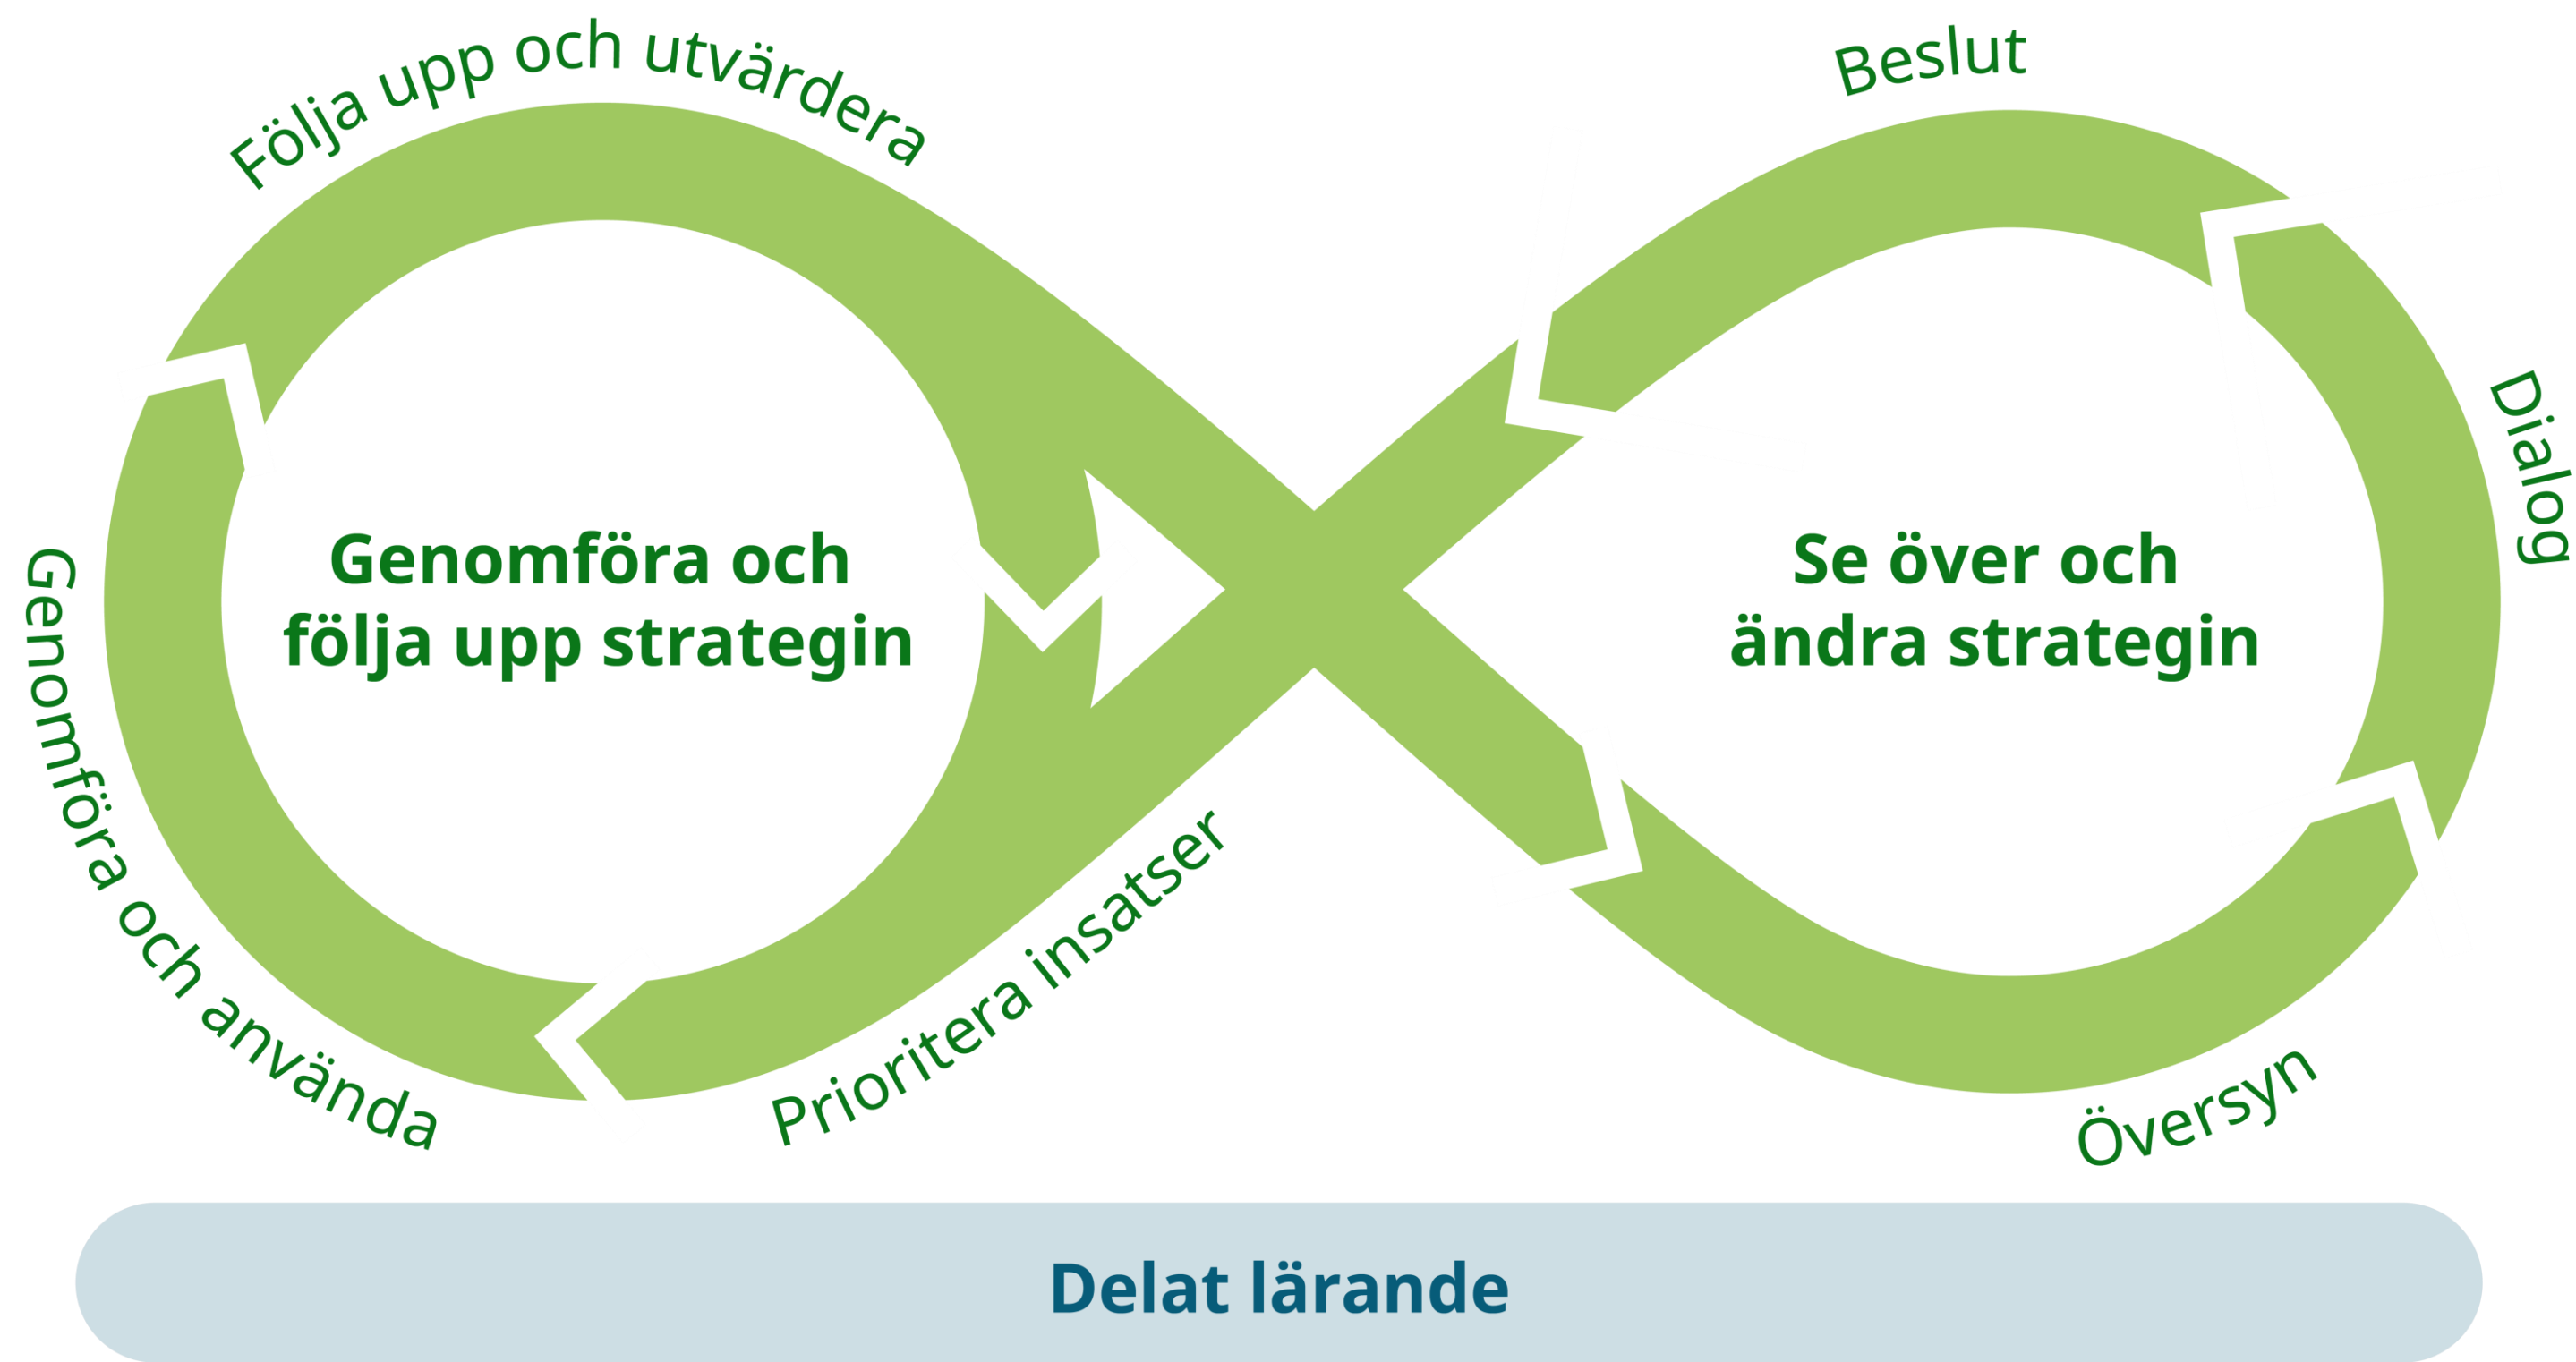 Följa upp och utvärdera
Beslut
Dialog
Genomföra och
följa upp strategin
Se över och
ändra strategin
Genomföra och använda
Prioritera insatser
Översyn
Delat lärande